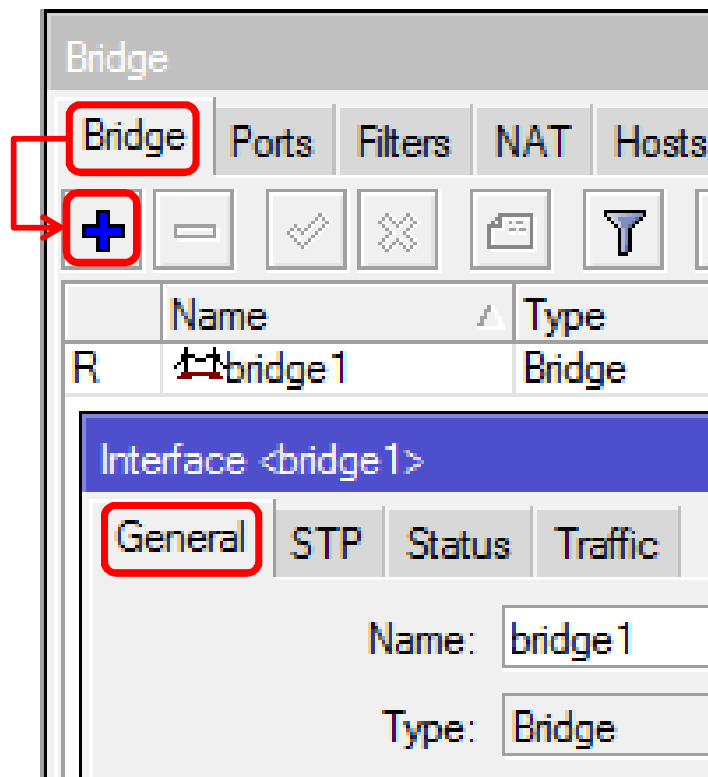 Bridge
Bridge Ports Filters NAT Hosts
Name Type
R bridge1 Bridge
Interface <bridge1>
General STP Status Traffic
Name: bridge1
Type: Bridge